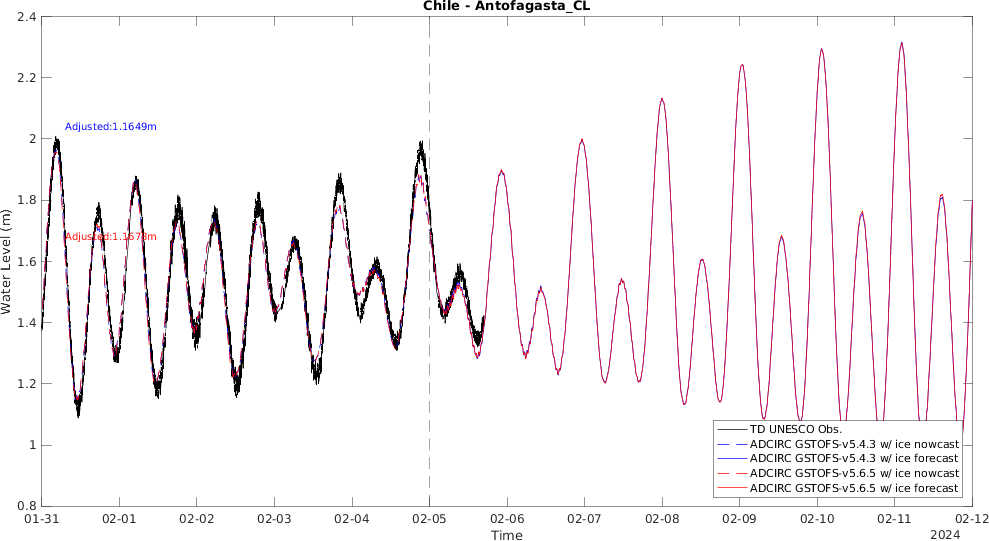 Chile - Antofagasta_CL
2.4
2.2
2
1.8
1.6
1.4
1.2
1
0.8
Water Level (m)
Adjusted:1.1649m
Adjusted:1.1678m
TD UNESCO Obs.
ADCIRC GSTOFS-v5.4.3 w/ ice nowcast
ADCIRC GSTOFS-v5.4.3 w/ ice forecast
ADCIRC GSTOFS-v5.6.5 w/ ice nowcast
ADCIRC GSTOFS-v5.6.5 w/ ice forecast
01-31 02-01 02-02 02-03 02-04 02-05 02-06 02-07 02-08 02-09 02-10 02-11 02-12
Time
2024